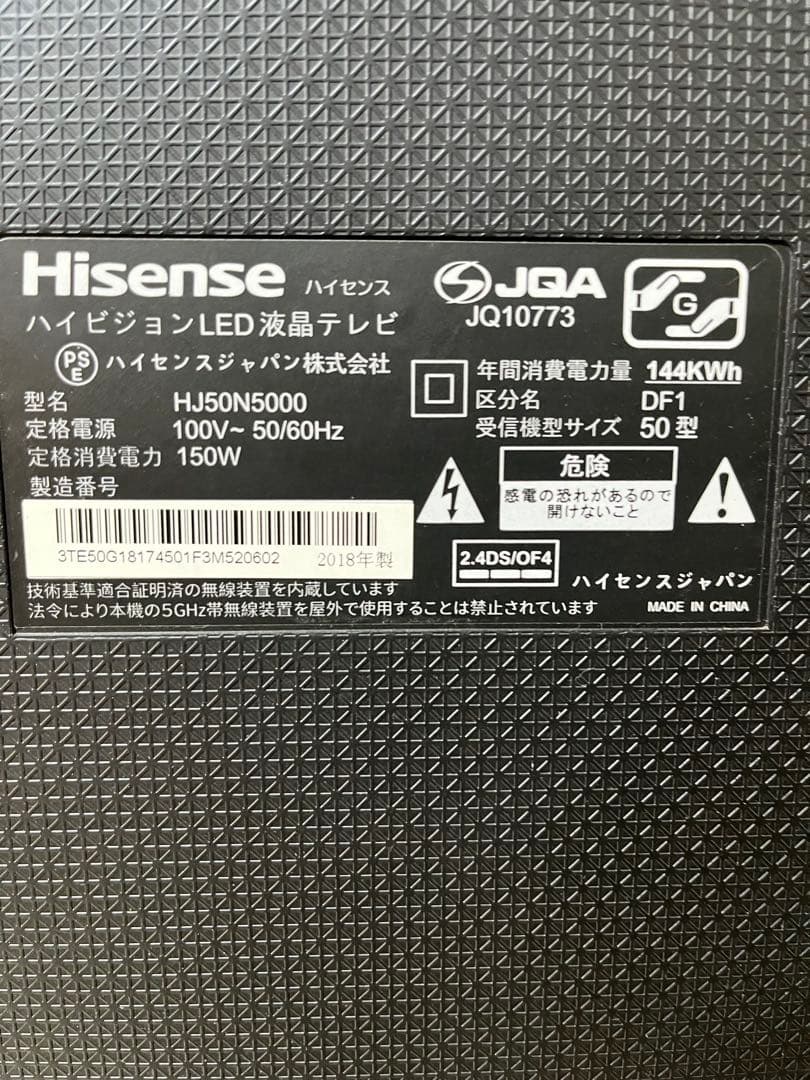 Hisense ハイセンス
JQA
JQ10773
I G I
ハイビジョンLED液晶テレビ
PSE ハイセンスジャパン株式会社
型名 HJ50N5000
定格電源 100V~ 50/60Hz
定格消費電力 150W
製造番号
3TE50G18174501F3M520602 2018年製
年間消費電力量 144KWh
区分名 DF1
受信機型サイズ 50型
危険
感電の恐れがあるので
開けないこと
2.4DS/OF4
ハイセンスジャパン
MADE IN CHINA
技術基準適合証明済の無線装置を内蔵しています
法令により本機の5GHz帯無線装置を屋外で使用することは禁止されています